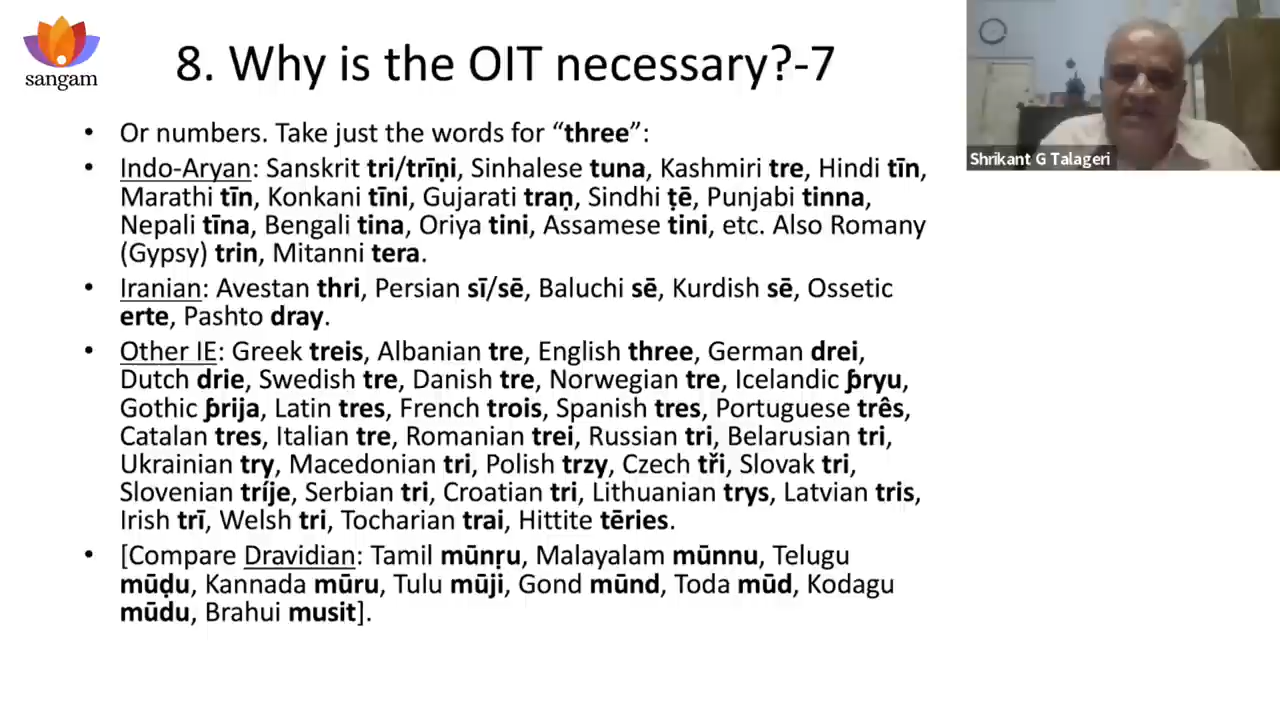 sangam
8. Why is the OIT necessary?-7
• Or numbers. Take just the words for “three”:
• Indo-Aryan: Sanskrit tri/trīṇi, Sinhalese tuna, Kashmiri tre, Hindi tīn,
Marathi tīn, Konkani tīni, Gujarati traṇ, Sindhi ṭē, Punjabi tinna,
Nepali tīna, Bengali tina, Oriya tini, Assamese tini, etc. Also Romany
(Gypsy) trin, Mitanni tera.
• Iranian: Avestan thri, Persian sī/sē, Baluchi sē, Kurdish sē, Ossetic
erte, Pashto dray.
• Other IE: Greek treis, Albanian tre, English three, German drei,
Dutch drie, Swedish tre, Danish tre, Norwegian tre, Icelandic þryu,
Gothic þrija, Latin tres, French trois, Spanish tres, Portuguese três,
Catalan tres, Italian tre, Romanian trei, Russian tri, Belarusian tri,
Ukrainian try, Macedonian tri, Polish trzy, Czech tři, Slovak tri,
Slovenian tríje, Serbian tri, Croatian tri, Lithuanian trys, Latvian tris,
Irish trī, Welsh tri, Tocharian trai, Hittite tēries.
• [Compare Dravidian: Tamil mūnṛu, Malayalam mūnnu, Telugu
mūḍu, Kannada mūru, Tulu mūji, Gond mūnd, Toda mūd, Kodagu
mūdu, Brahui musit].
Shrikant G Talageri